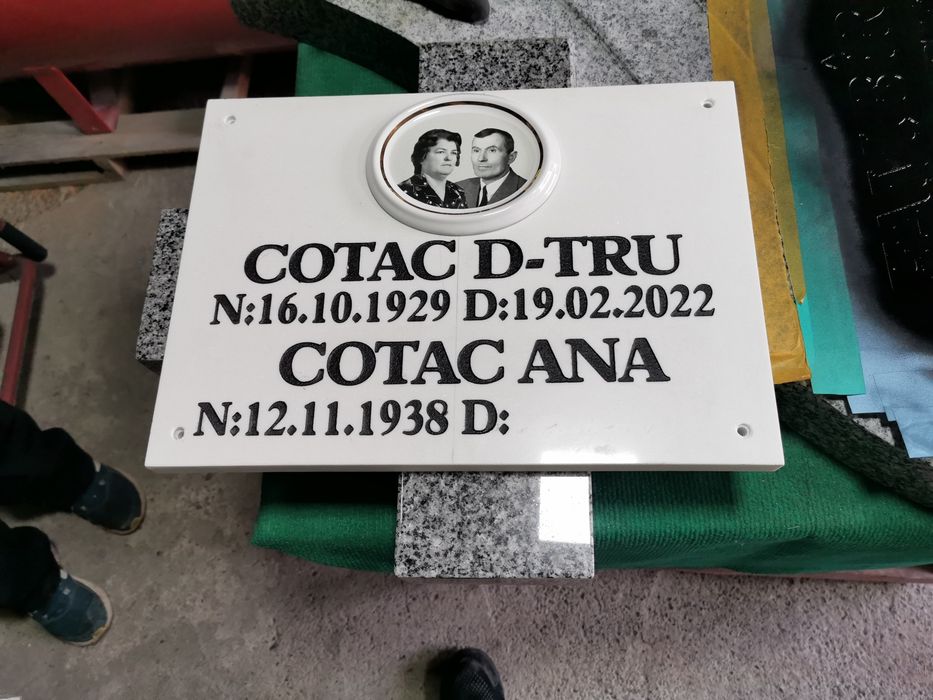 COTAC D-TRU
N:16.10.1929 D:19.02.2022
COTAC ANA
N:12.11.1938 D: